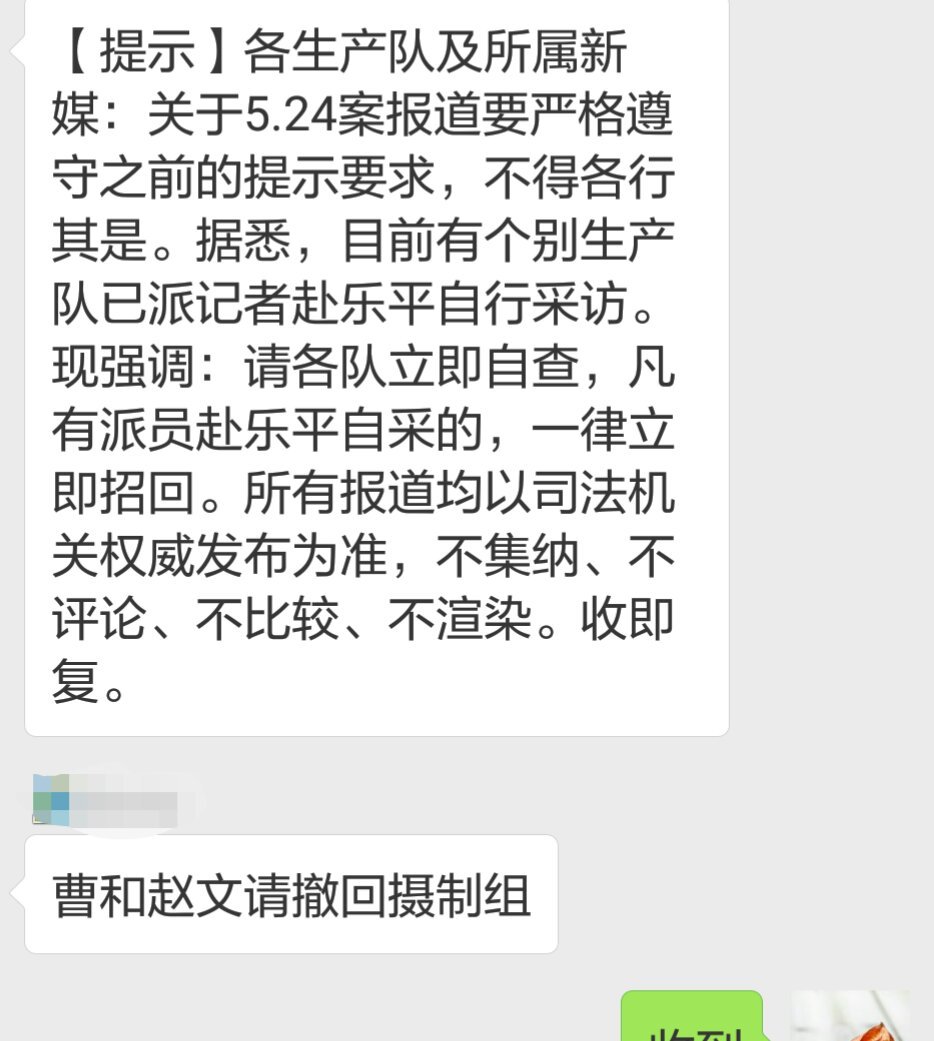 【提示】各生产队及所属新
媒：关于5.24案报道要严格遵
守之前的提示要求，不得各行
其是。据悉，目前有个别生产
队已派记者赴乐平自行采访。
现强调：请各队立即自查，凡
有派员赴乐平自采的，一律立
即招回。所有报道均以司法机
关权威发布为准，不集纳、不
评论、不比较、不渲染。收即
复。
曹和赵文请撤回摄制组
收到